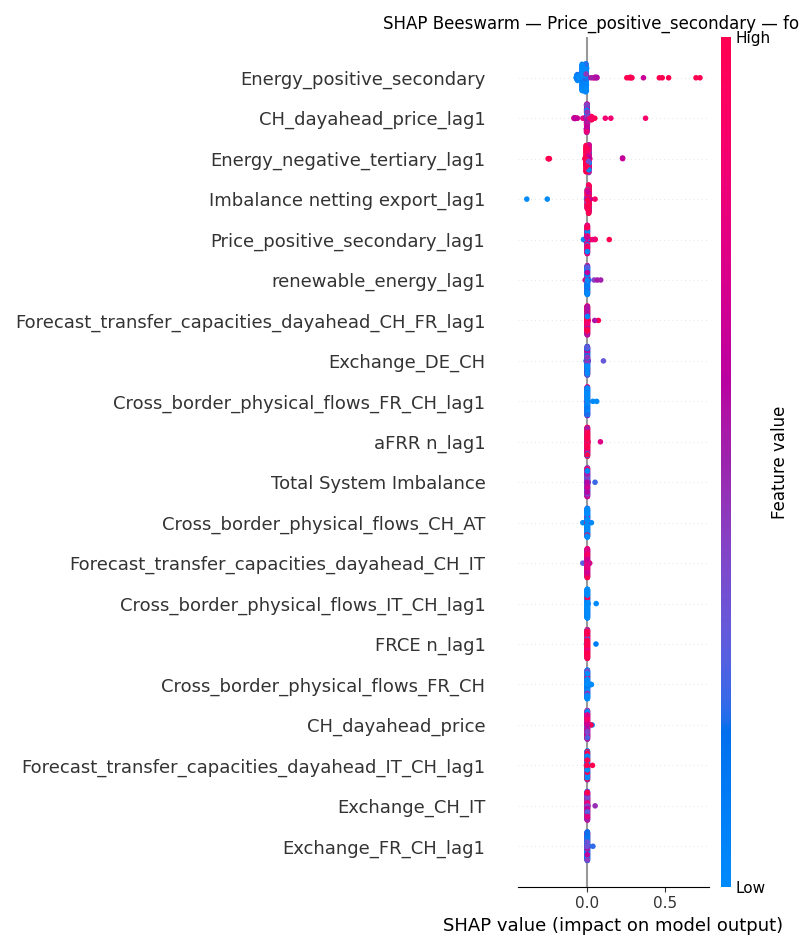 SHAP Beeswarm — Price_positive_secondary — fo
High
Energy_positive_secondary
CH_dayahead_price_lag1
Energy_negative_tertiary_lag1
Imbalance netting export_lag1
Price_positive_secondary_lag1
renewable_energy_lag1
Forecast_transfer_capacities_dayahead_CH_FR_lag1
Exchange_DE_CH
Cross_border_physical_flows_FR_CH_lag1
aFRR n_lag1
Total System Imbalance
Cross_border_physical_flows_CH_AT
Forecast_transfer_capacities_dayahead_CH_IT
Cross_border_physical_flows_IT_CH_lag1
FRCE n_lag1
Cross_border_physical_flows_FR_CH
CH_dayahead_price
Forecast_transfer_capacities_dayahead_IT_CH_lag1
Exchange_CH_IT
Exchange_FR_CH_lag1
Feature value
Low
0.0 0.5
SHAP value (impact on model output)